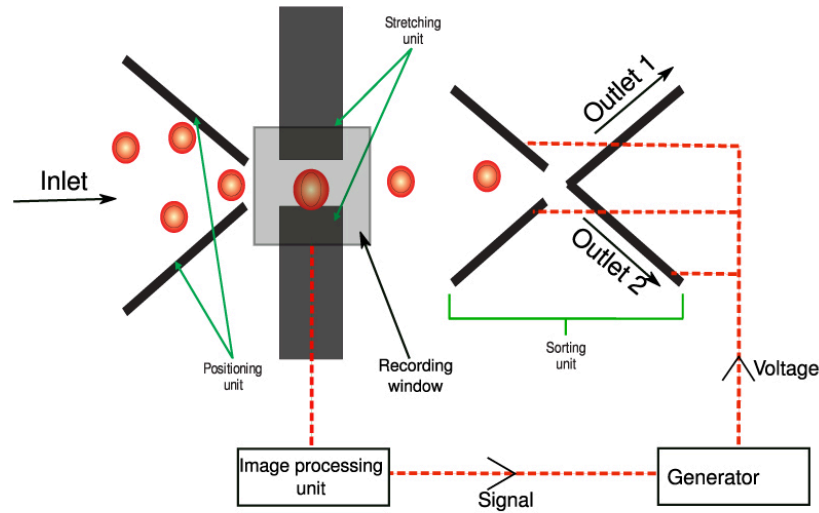 Stretching
unit
Outlet 1
Inlet
Outlet 2
Positioning
unit
Recording
window
Sorting
unit
Voltage
Image processing
unit
Signal
Generator